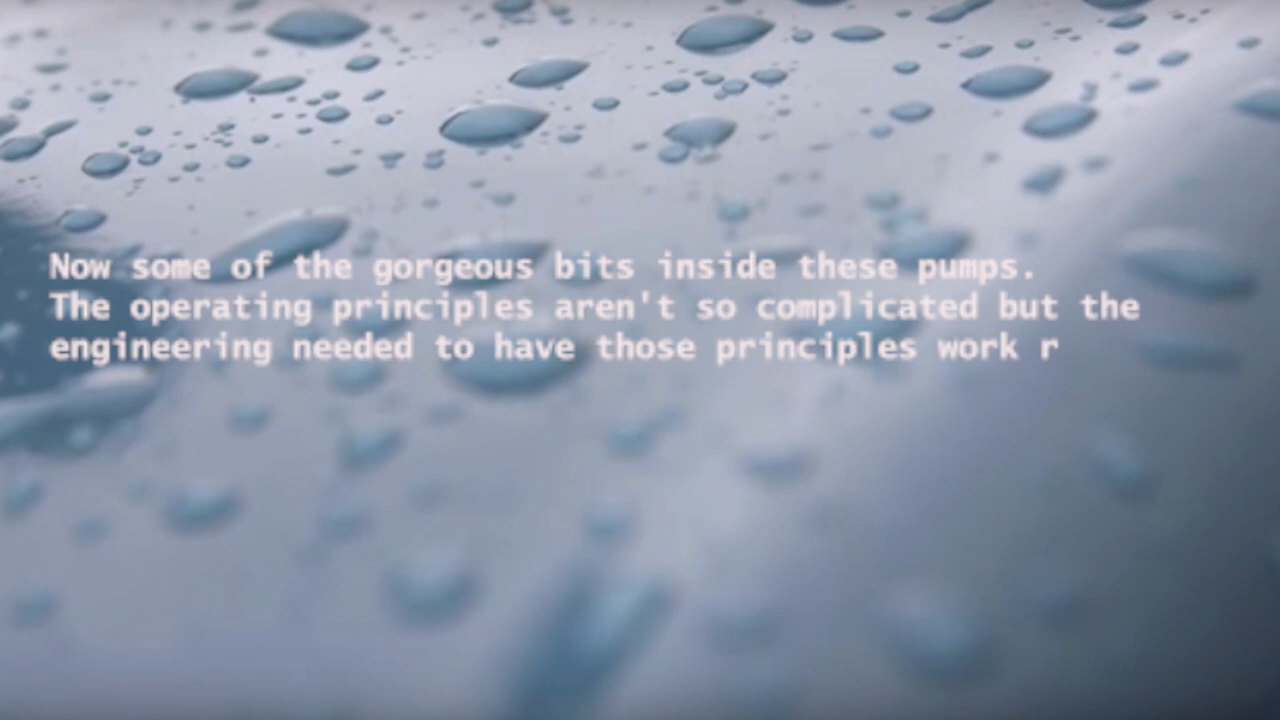 Now some of the gorgeous bits inside these pumps.
The operating principles aren't so complicated but the
engineering needed to have those principles work r